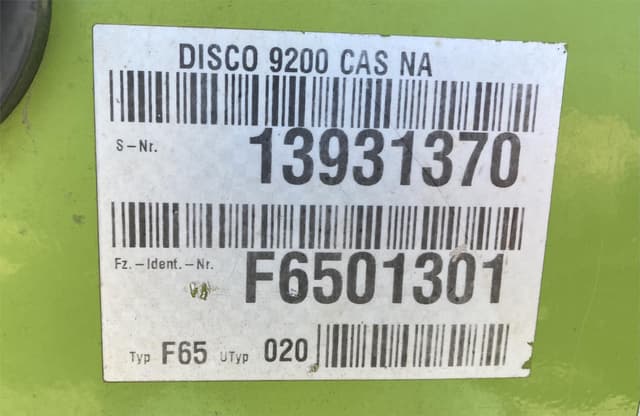 DISCO 9200 CAS NA
S-Nr. 13931370
Fz.-Ident.-Nr. F6501301
Typ F65 UTyp 020